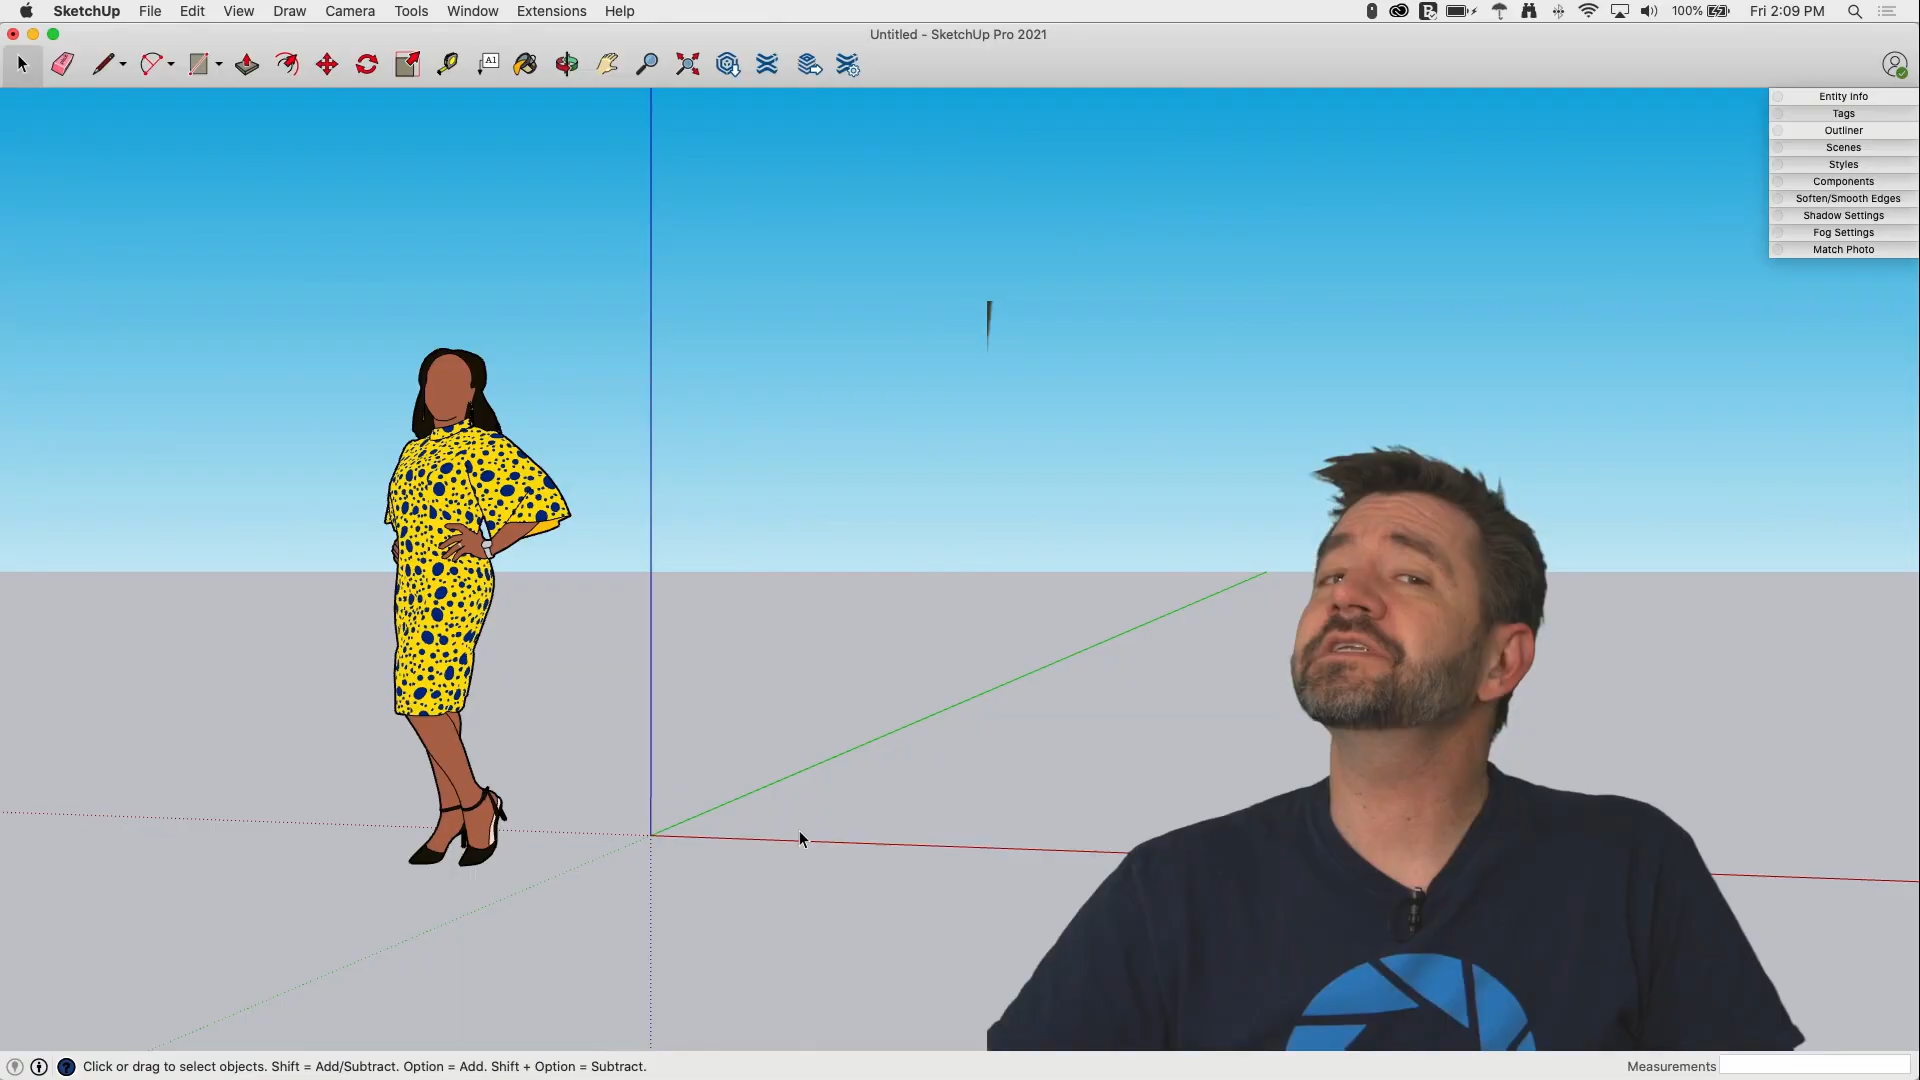 SketchUp File Edit View Draw Camera Tools Window Extensions Help 100% Fri 2:09 PM
Untitled - SketchUp Pro 2021
A1
Entity Info
Tags
Outliner
Scenes
Styles
Components
Soften/Smooth Edges
Shadow Settings
Fog Settings
Match Photo
Click or drag to select objects. Shift = Add/Subtract. Option = Add. Shift + Option = Subtract. Measurements